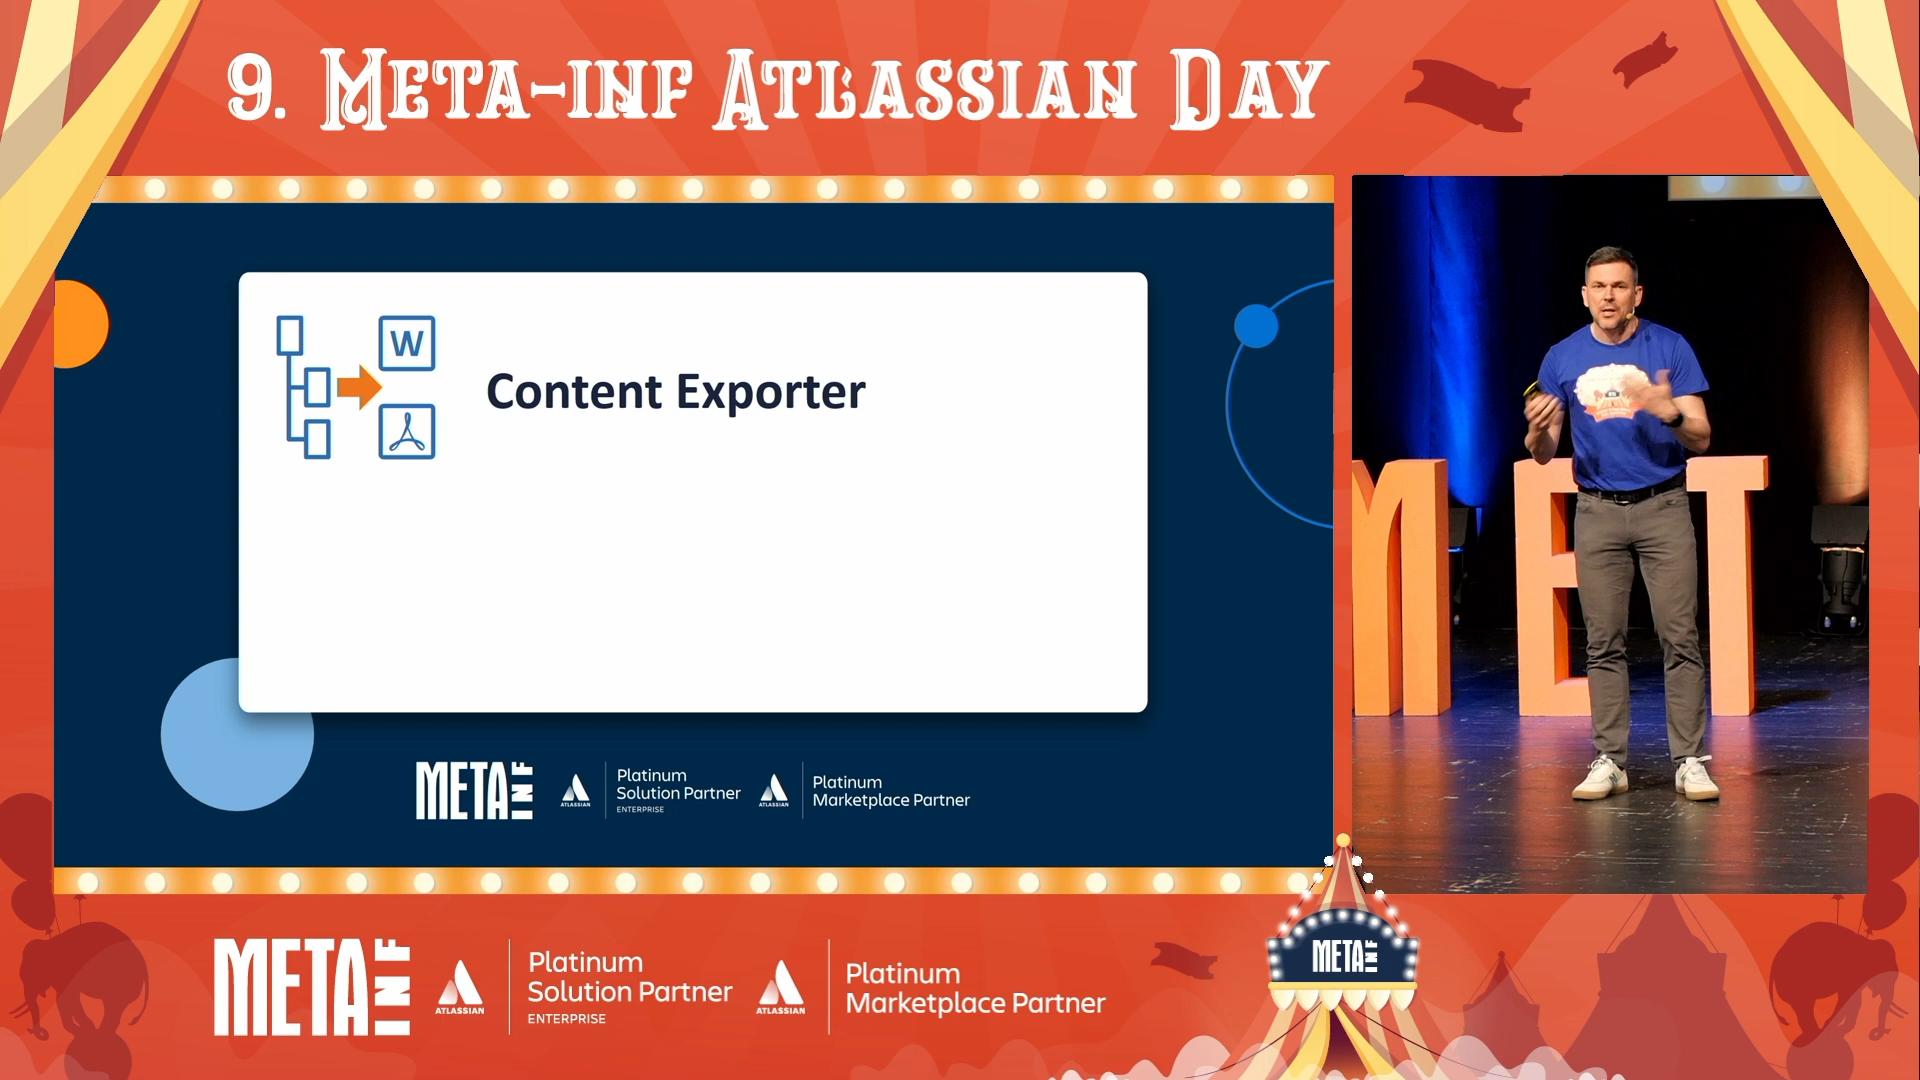 9. META-INF ATLASSIAN DAY
W
Content Exporter
META INF
ATLASSIAN
Platinum
Solution Partner
ENTERPRISE
ATLASSIAN
Platinum
Marketplace Partner
MET
META INF
ATLASSIAN
Platinum
Solution Partner
ENTERPRISE
ATLASSIAN
Platinum
Marketplace Partner
META INF